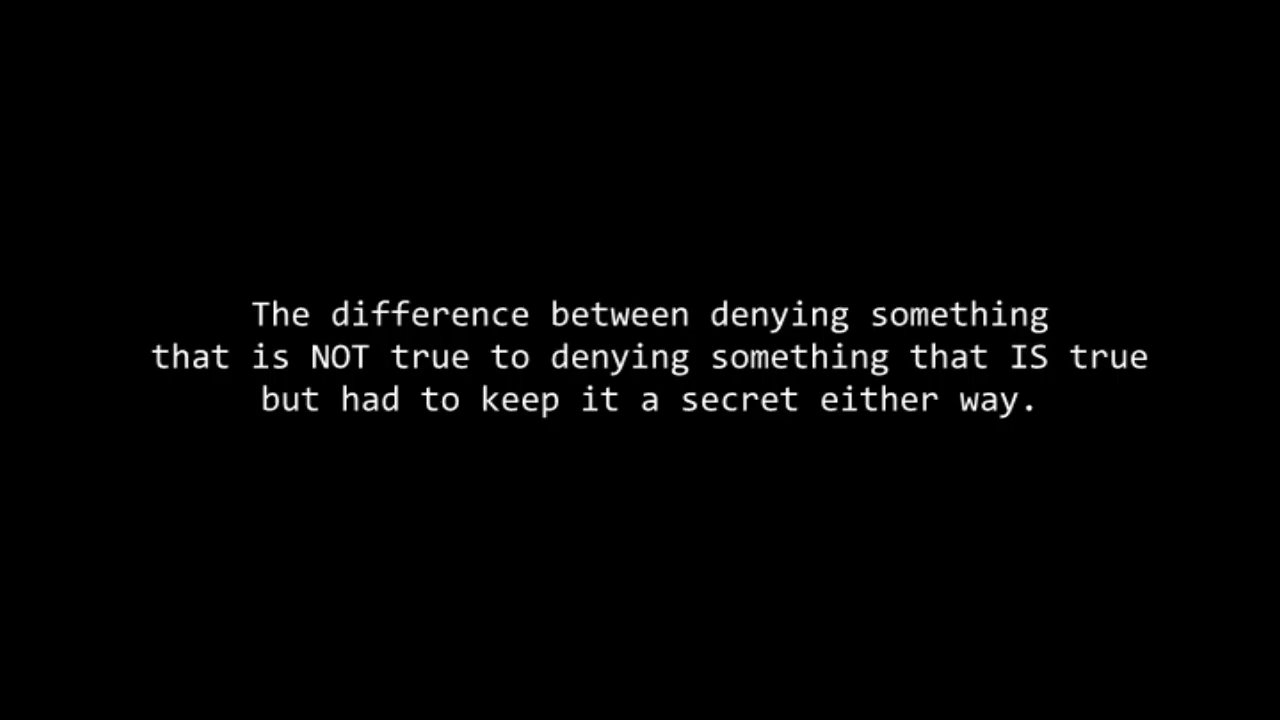 The difference between denying something
that is NOT true to denying something that IS true
but had to keep it a secret either way.